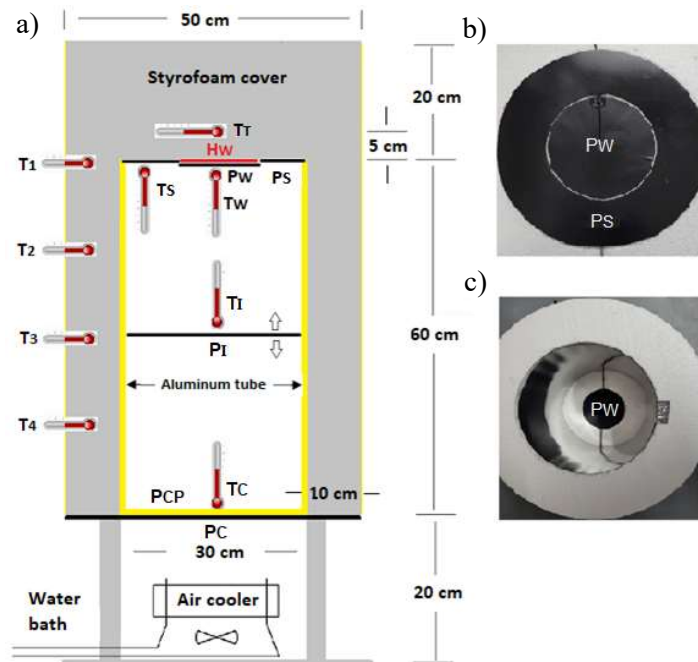 a)
50 cm
Styrofoam cover
20 cm
TT
5 cm
HW
T1
TS
PW
PS
TW
T2
TI
T3
PI
60 cm
Aluminum tube
T4
TC
PCP
10 cm
PC
30 cm
Water
bath
Air cooler
20 cm
b)
PW
PS
c)
PW